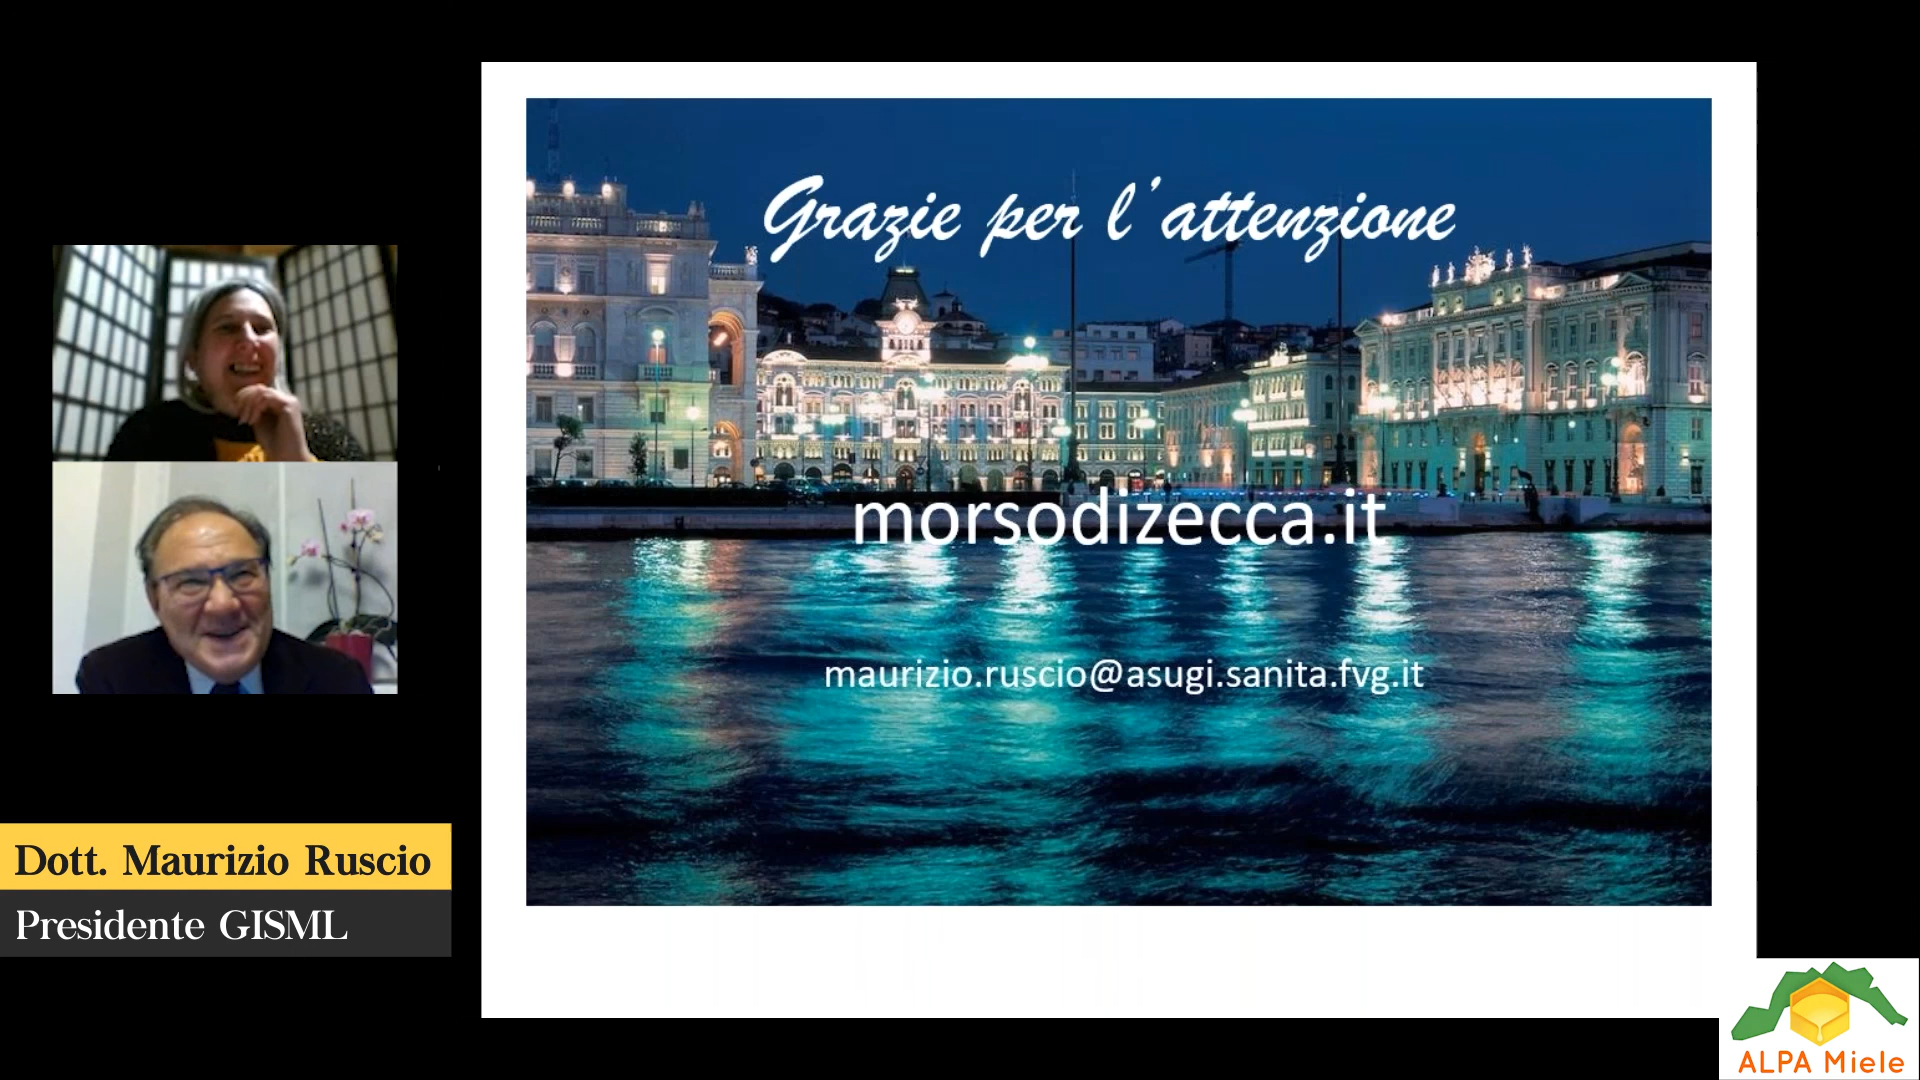 Grazie per l'attenzione
morsodizecca.it
maurizio.ruscio@asugi.sanita.fvg.it
Dott. Maurizio Ruscio
Presidente GISML
ALPA Miele